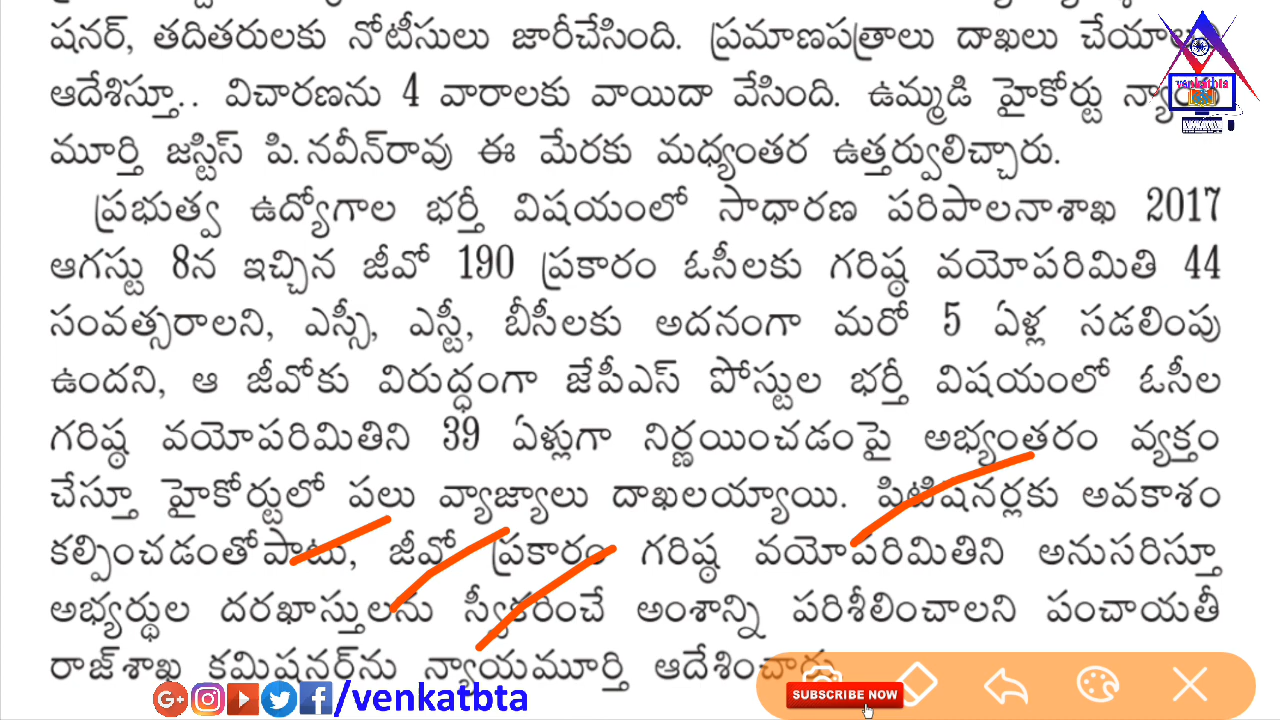 షనర్, తదితరులకు నోటీసులు జారీచేసింది. ప్రమాణపత్రాలు దాఖలు
ఆదేశిస్తూ.. విచారణను 4 వారాలకు వాయిదా వేసింది. ఉమ్మడి హైకోర్టు
మూర్తి జస్టిస్ పి.నవీన్‌రావు ఈ మేరకు మధ్యంతర ఉత్తర్వులిచ్చారు.
ప్రభుత్వ ఉద్యోగాల భర్తీ విషయంలో సాధారణ పరిపాలనాశాఖ 2017
ఆగస్టు 8న ఇచ్చిన జీవో 190 ప్రకారం ఓసీలకు గరిష్ఠ వయోపరిమితి 44
సంవత్సరాలని, ఎస్సీ, ఎస్టీ, బీసీలకు అదనంగా మరో 5 ఏళ్ల సడలింపు
ఉందని, ఆ జీవోకు విరుద్ధంగా జేపీఎస్ పోస్టుల భర్తీ విషయంలో ఓసీల
గరిష్ఠ వయోపరిమితిని 39 ఏళ్లుగా నిర్ణయించడంపై అభ్యంతరం వ్యక్తం
చేస్తూ హైకోర్టులో పలు వ్యాజ్యాలు దాఖలయ్యాయి. పిటిషనర్లకు అవకాశం
కల్పించడంతోపాటు, జీవో ప్రకారం గరిష్ఠ వయోపరిమితిని అనుసరిస్తూ
అభ్యర్థుల దరఖాస్తులను స్వీకరించే అంశాన్ని పరిశీలించాలని పంచాయతీ
రాజ్‌శాఖ కమిషనర్‌ను న్యాయమూర్తి ఆదేశించారు.
venkatbta
/venkatbta
SUBSCRIBE NOW